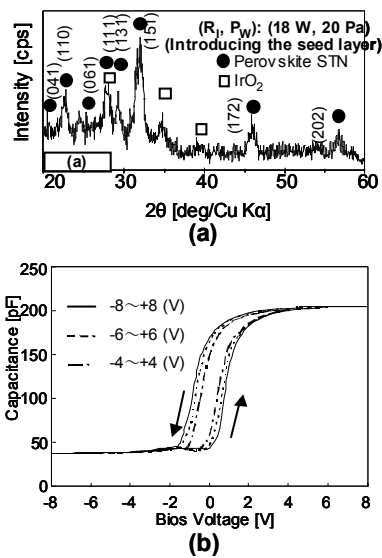 (R_I, P_W): (18 W, 20 Pa)
(Introducing the seed layer)
● Perovskite STN
□ IrO₂
(041)
(110)
(061)
(111)
(131)
(151)
(172)
(202)
Intensity [cps]
(a)
20 30 40 50 60
2θ [deg/Cu Kα]
(a)
250
200
150
100
50
0
Capacitance [pF]
-8～+8 (V)
-6～+6 (V)
-4～+4 (V)
-8 -6 -4 -2 0 2 4 6 8
Bios Voltage [V]
(b)